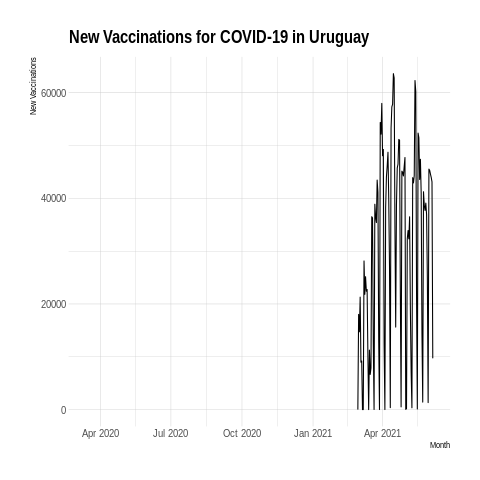 New Vaccinations for COVID-19 in Uruguay
New Vaccinations
60000
40000
20000
0
Apr 2020 Jul 2020 Oct 2020 Jan 2021 Apr 2021
Month